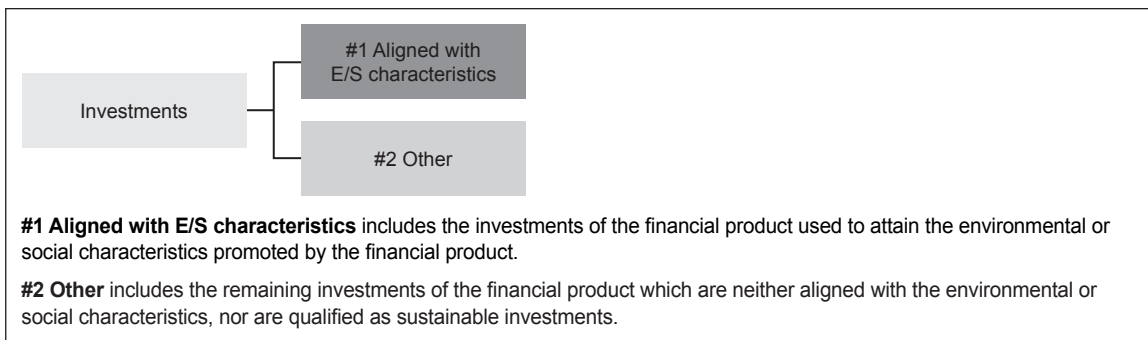 #1 Aligned with
E/S characteristics
Investments
#2 Other
#1 Aligned with E/S characteristics includes the investments of the financial product used to attain the environmental or
social characteristics promoted by the financial product.
#2 Other includes the remaining investments of the financial product which are neither aligned with the environmental or
social characteristics, nor are qualified as sustainable investments.